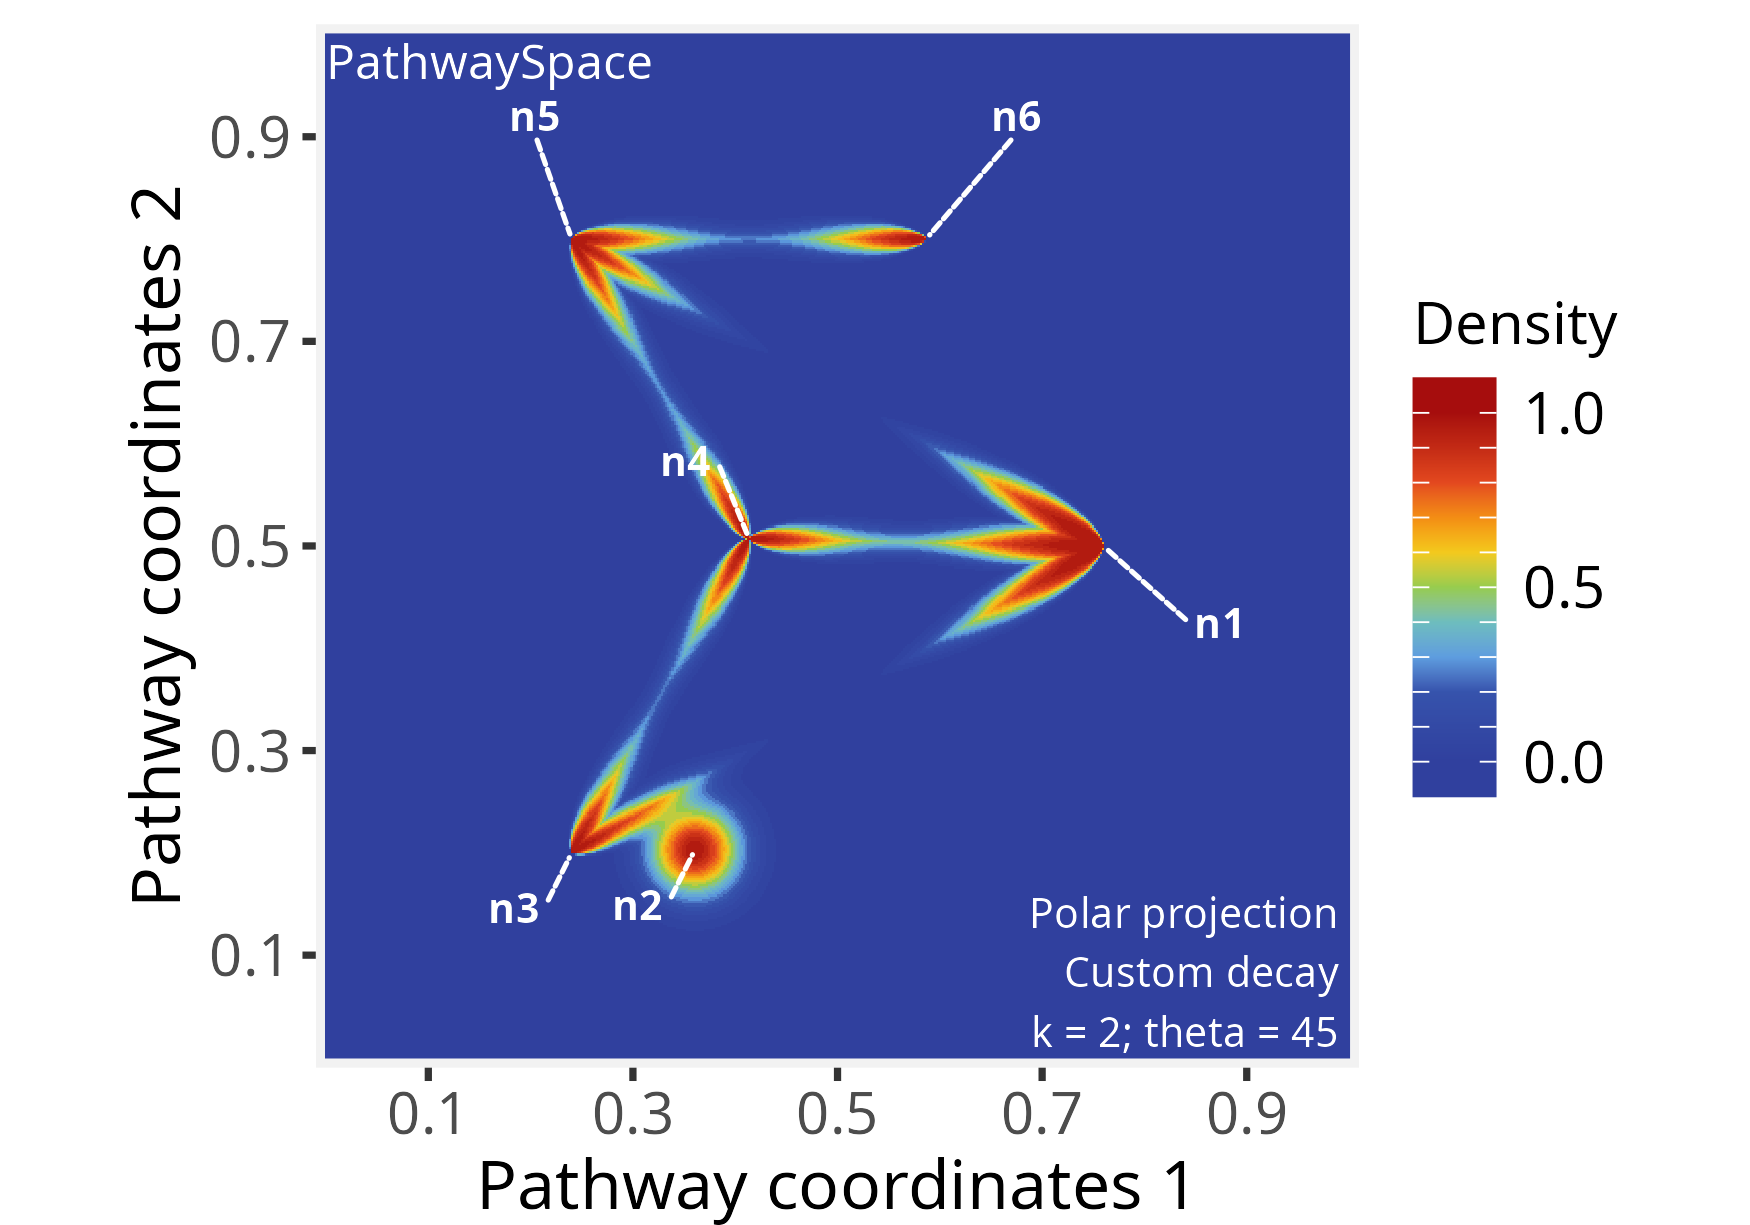 PathwaySpace
n5
n6
n4
n1
n3
n2
Polar projection
Custom decay
k = 2; theta = 45
0.9
0.7
0.5
0.3
0.1
Pathway coordinates 2
0.1
0.3
0.5
0.7
0.9
Pathway coordinates 1
Density
1.0
0.5
0.0